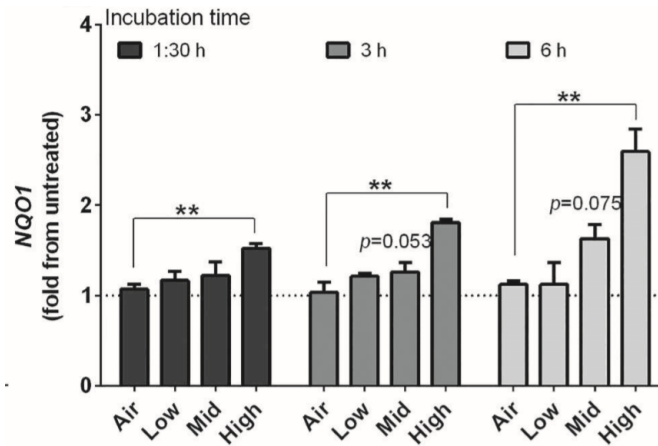 Incubation time
1:30 h
3 h
6 h
NQO1
(fold from untreated)
4
3
2
1
0
**
**
**
p=0.053
p=0.075
Air
Low
Mid
High
Air
Low
Mid
High
Air
Low
Mid
High